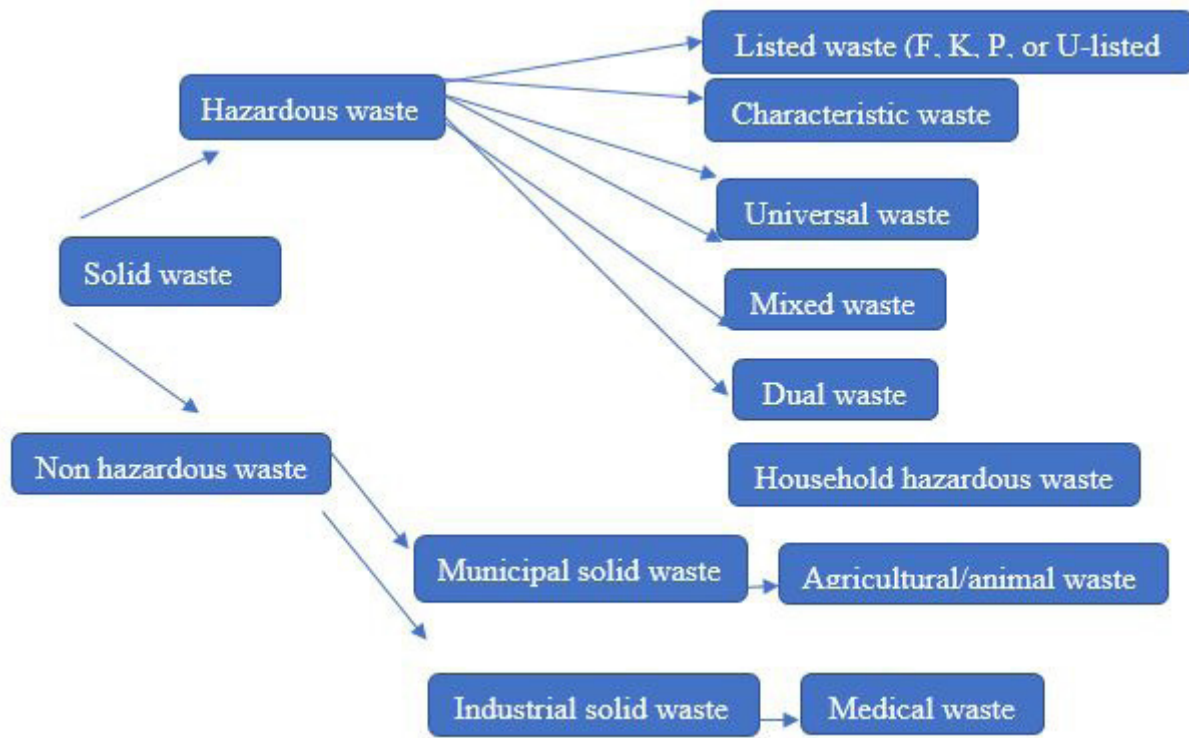 Listed waste (F, K, P, or U-listed
Hazardous waste
Characteristic waste
Universal waste
Solid waste
Mixed waste
Dual waste
Non hazardous waste
Household hazardous waste
Municipal solid waste
Agricultural/animal waste
Industrial solid waste
Medical waste